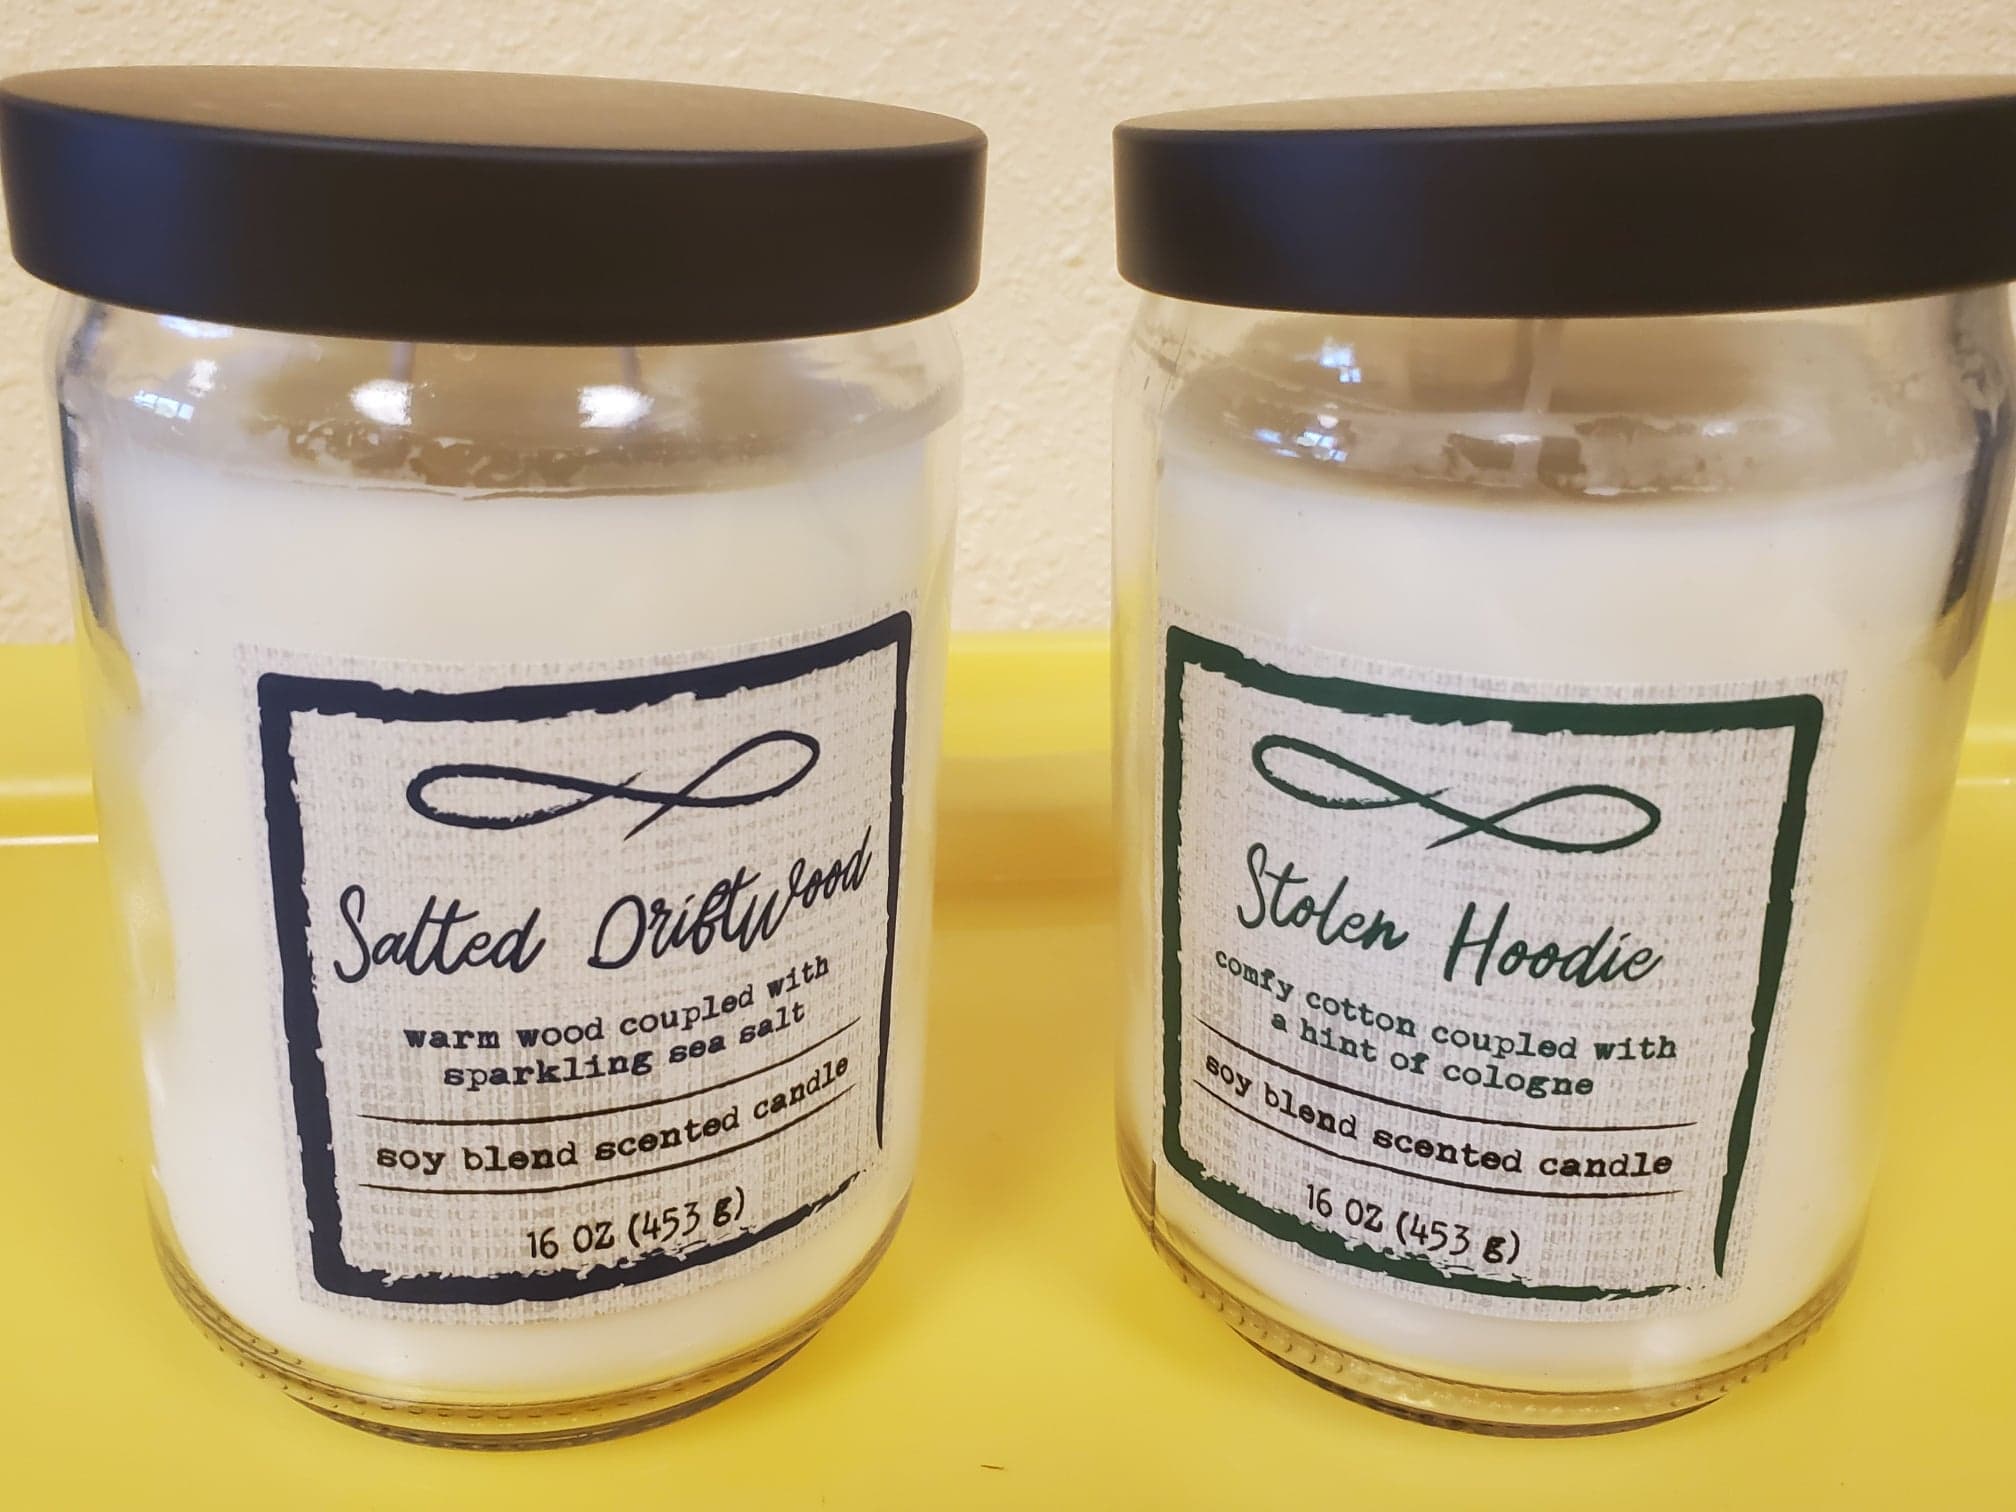 Salted Driftwood
warm wood coupled with
sparkling sea salt
soy blend scented candle
16 OZ (453 g)
Stolen Hoodie
comfy cotton coupled with
a hint of cologne
soy blend scented candle
16 OZ (453 g)